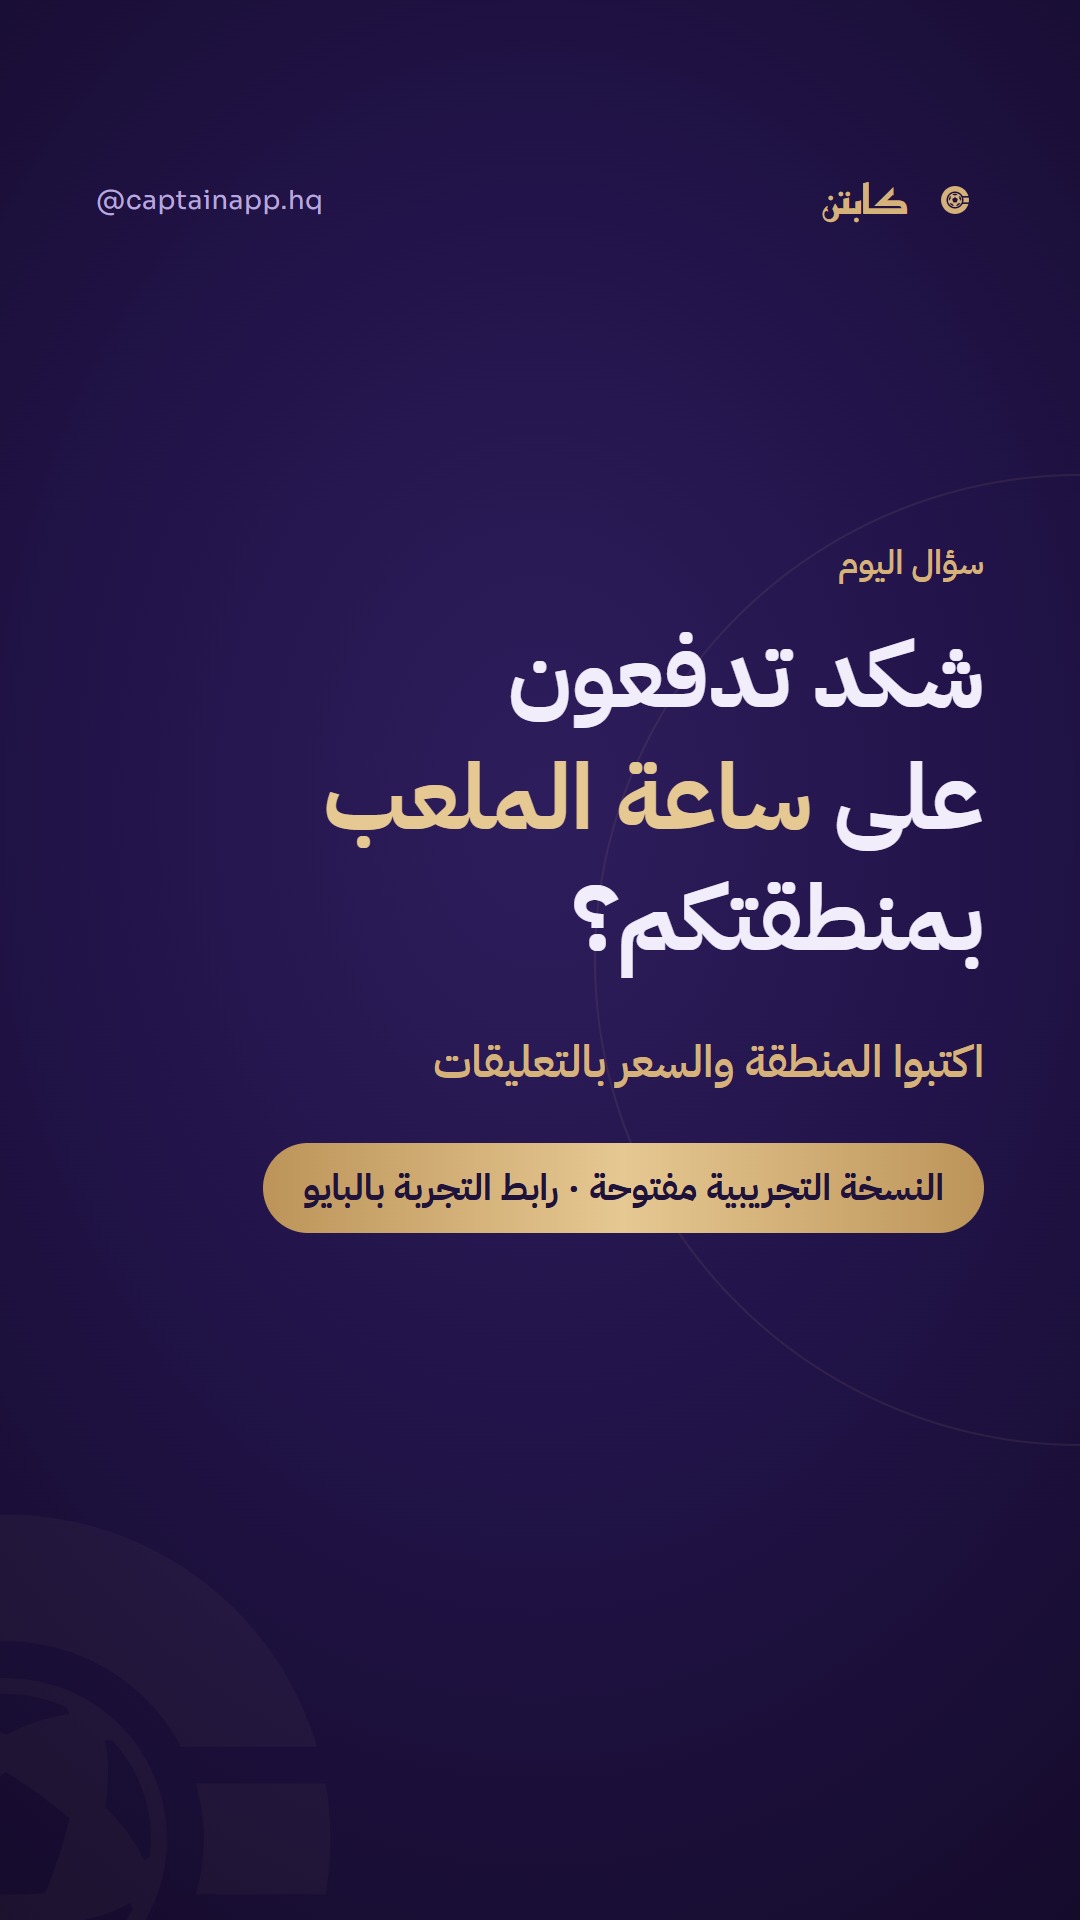 كابتن
@captainapp.hq
سؤال اليوم
شكد تدفعون
على ساعة الملعب
بمنطقتكم؟
اكتبوا المنطقة والسعر بالتعليقات
النسخة التجريبية مفتوحة · رابط التجربة بالبايو